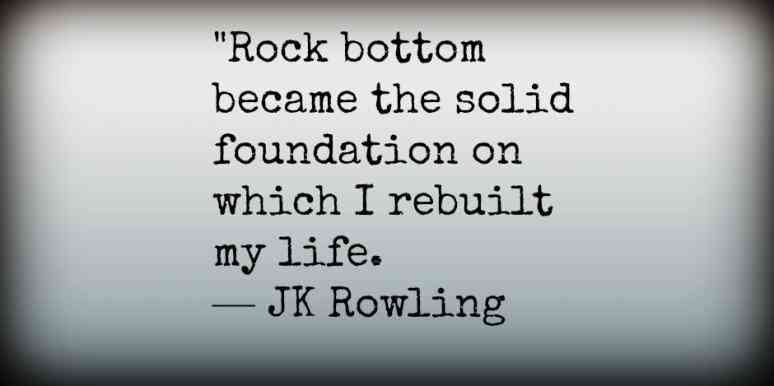 "Rock bottom
became the solid
foundation on
which I rebuilt
my life.
— JK Rowling